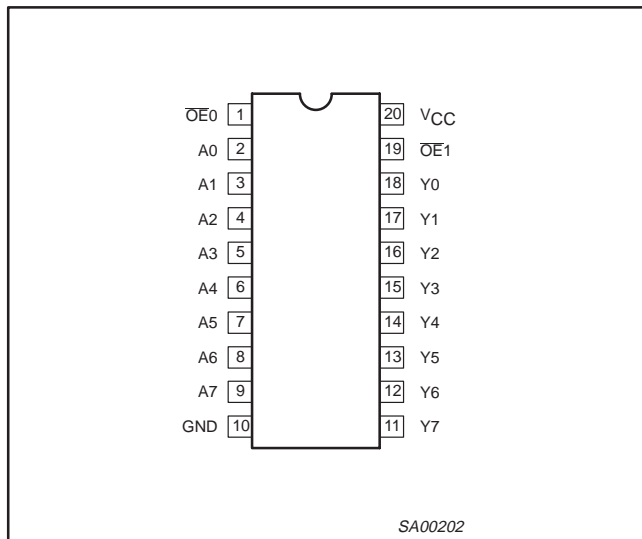 O̅E̅0 1 20 VCC
A0 2 19 O̅E̅1
A1 3 18 Y0
A2 4 17 Y1
A3 5 16 Y2
A4 6 15 Y3
A5 7 14 Y4
A6 8 13 Y5
A7 9 12 Y6
GND 10 11 Y7
SA00202